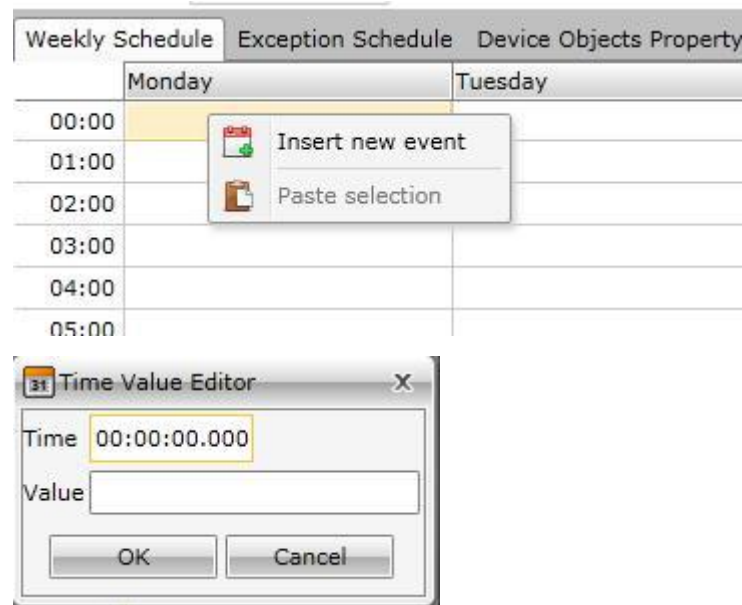 Weekly Schedule Exception Schedule Device Objects Property
Monday Tuesday
00:00
Insert new event
01:00
02:00 Paste selection
03:00
04:00
05:00
31 Time Value Editor X
Time 00:00:00.000
Value
OK Cancel